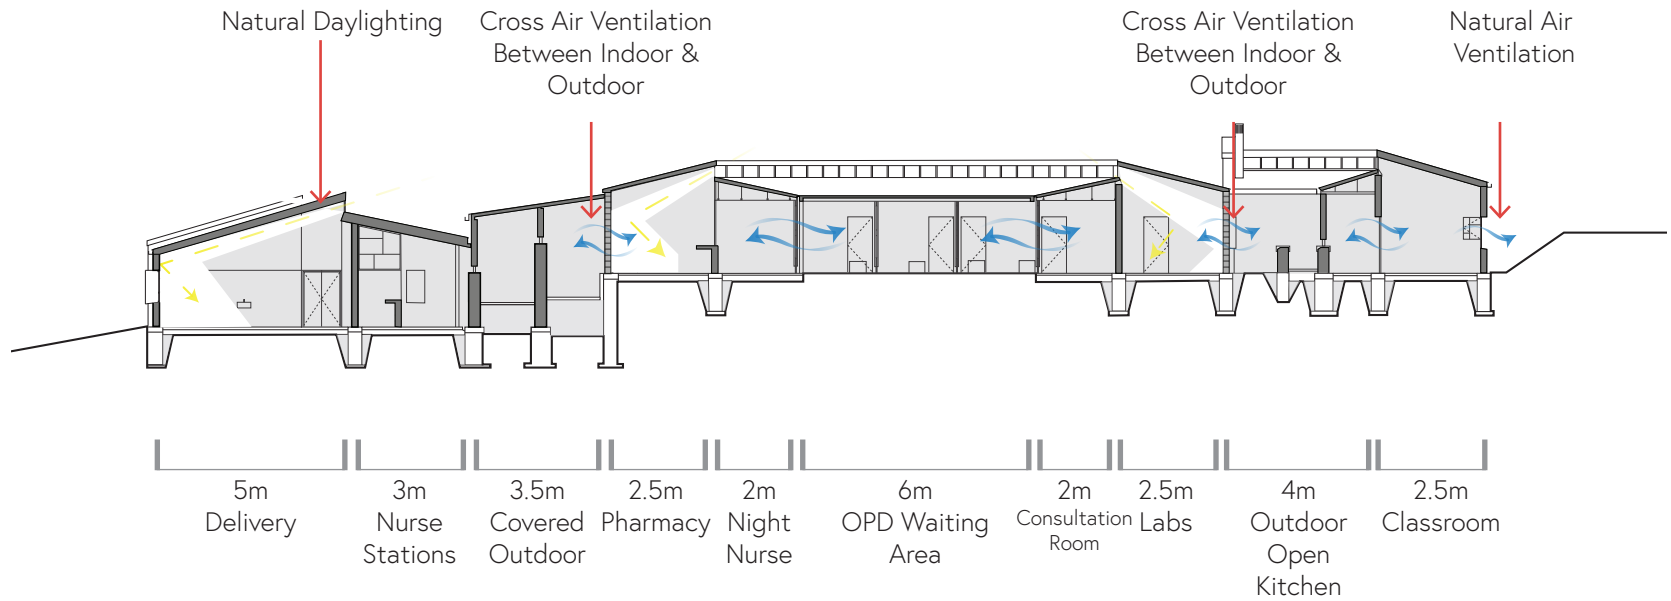 Natural Daylighting
Cross Air Ventilation
Between Indoor &
Outdoor
Cross Air Ventilation
Between Indoor &
Outdoor
Natural Air
Ventilation
5m
Delivery
3m
Nurse
Stations
3.5m
Covered
Outdoor
2.5m
Pharmacy
2m
Night
Nurse
6m
OPD Waiting
Area
2m
Consultation
Room
2.5m
Labs
4m
Outdoor
Open
Kitchen
2.5m
Classroom